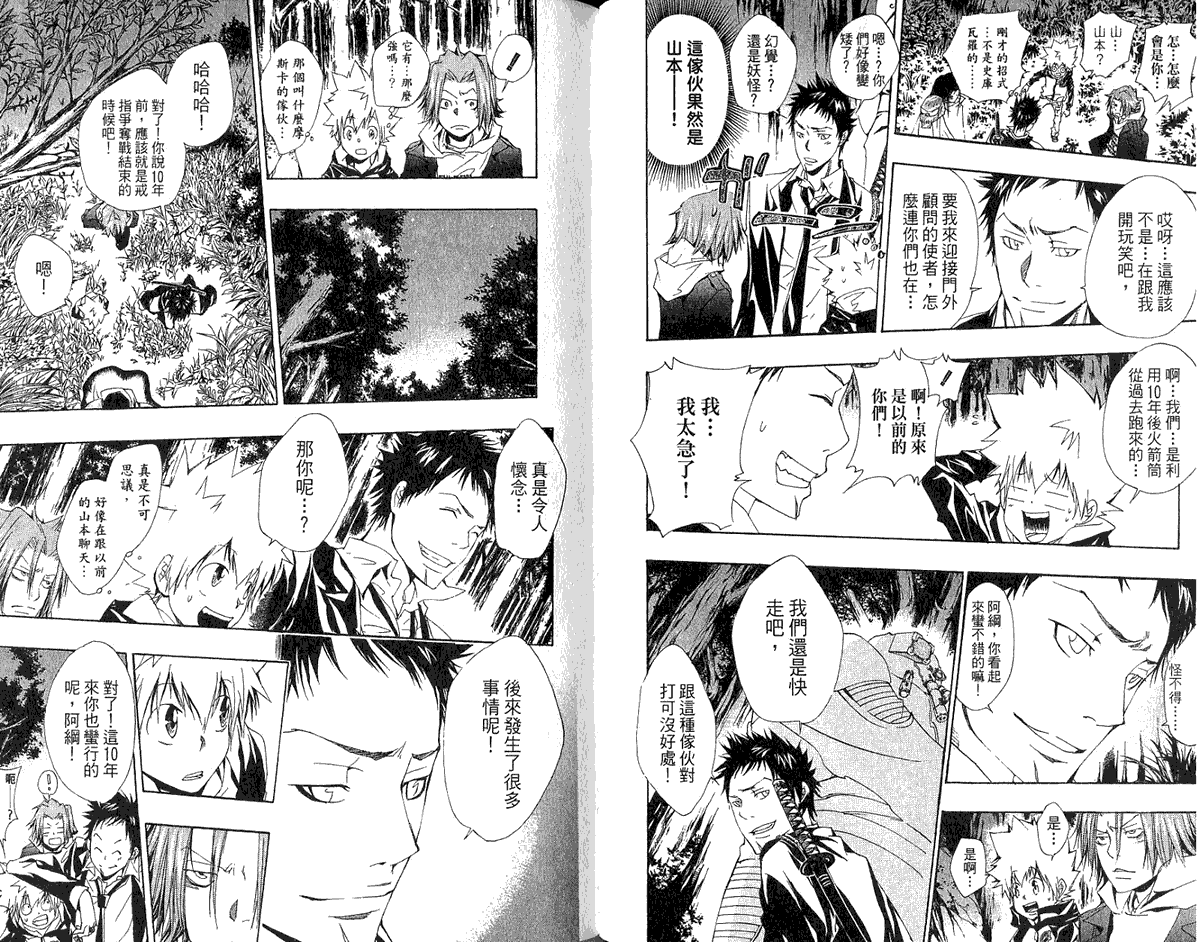 怎…怎麼
會是你…
山…
山本？
剛才的招式
…不是史庫
瓦羅的…
嗯…？你
們好像變
矮了？
幻覺…？
還是妖怪？
這傢伙果然是
山本——！
哎呀…這應該
不是…在跟我
開玩笑吧，
要我來迎接門外
顧問的使者，怎
麼連你們也在…
啊…我們…是利
用10年後火箭筒
從過去跑來的…
！
啊！原來
是以前的
你們！
我…
我太急了！
怪不得……
阿綱，你看起
來蠻不錯的嘛！
我們還是快
走吧，
跟這種傢伙對
打可沒好處！
是…
是啊…
！
它有…那麼
強嗎…？
那個叫什麼摩
斯卡的傢伙…
哈哈哈！
對了！你說10年
前，應該就是戒
指爭奪戰結束的
時候吧！
嗯！
真是令人
懷念…
那你呢…？
真是不可
思議，
好像在跟以前
的山本聊天…
後來發生了很多
事情呢！
對了！這10年
來你也蠻行的
呢，阿綱！
呃
？